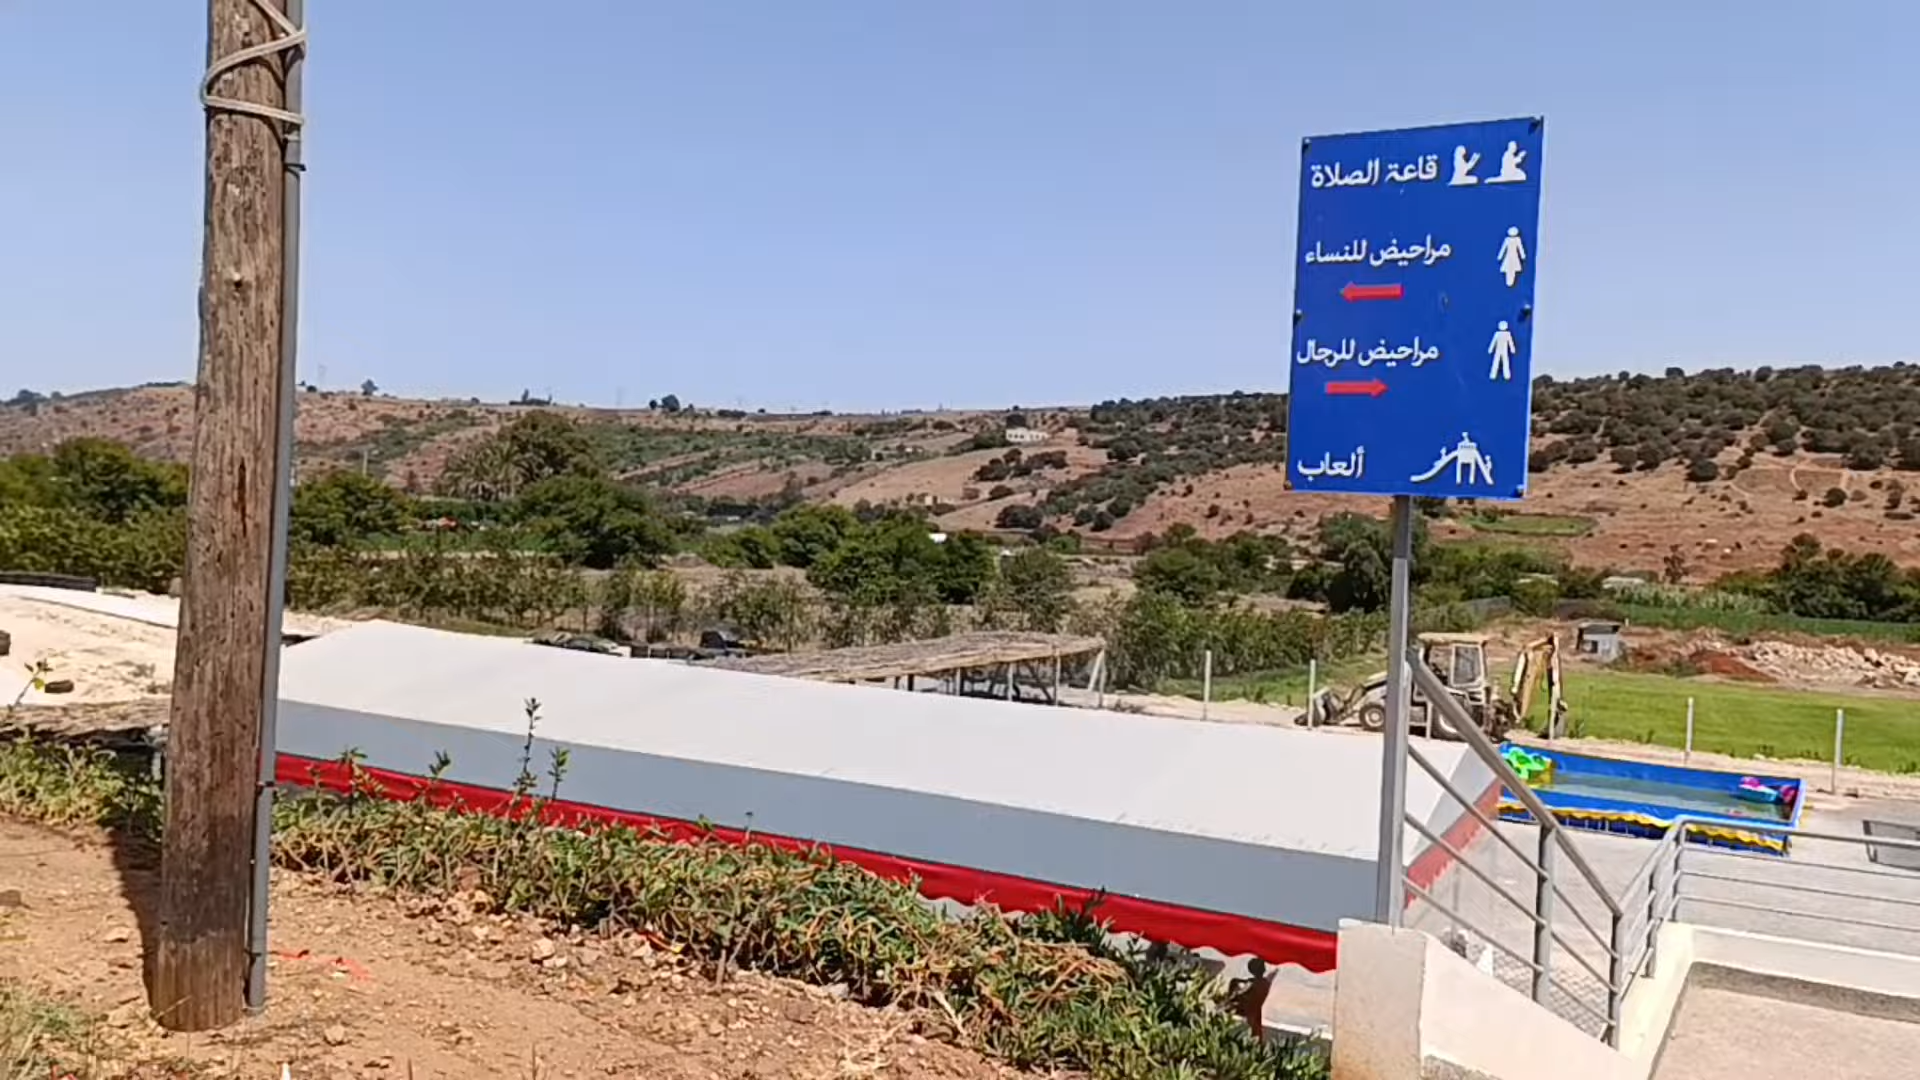 قاعة الصلاة
مراحيض للنساء
مراحيض للرجال
ألعاب